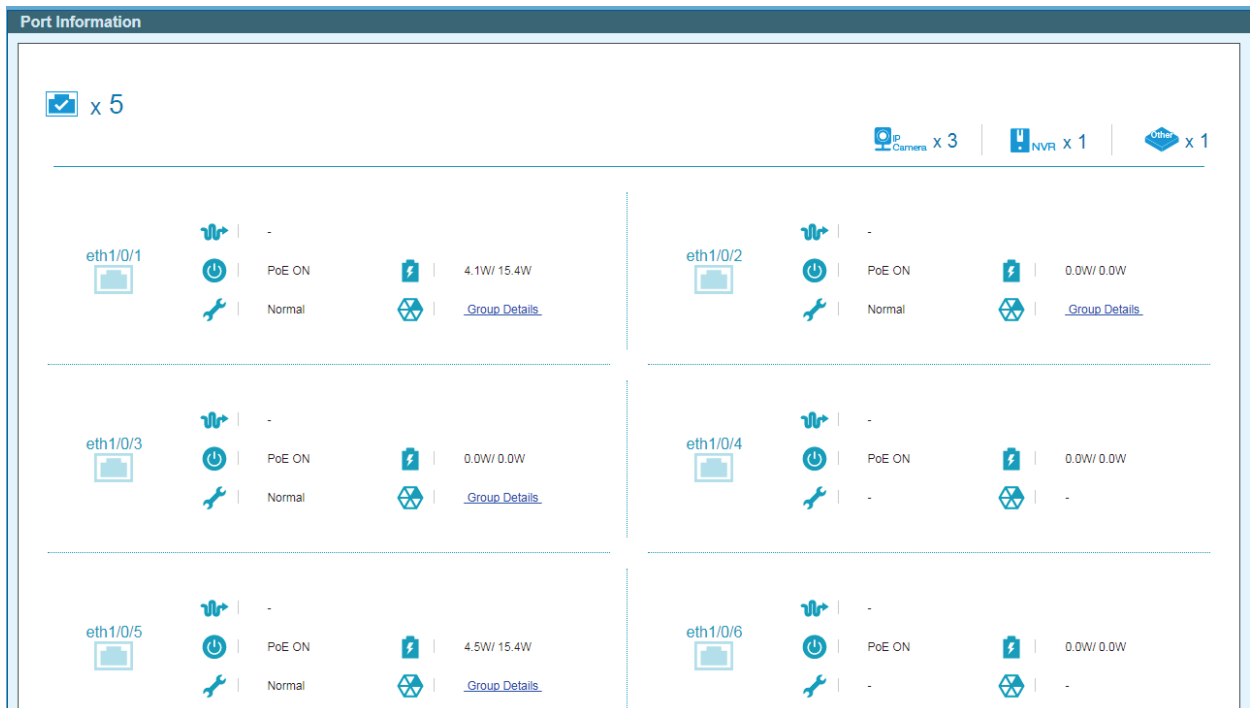 Port Information
x 5
IP Camera x 3 NVR x 1 Other x 1
eth1/0/1
-
PoE ON 4.1W/ 15.4W
Normal Group Details
eth1/0/2
-
PoE ON 0.0W/ 0.0W
Normal Group Details
eth1/0/3
-
PoE ON 0.0W/ 0.0W
Normal Group Details
eth1/0/4
-
PoE ON 0.0W/ 0.0W
- -
eth1/0/5
-
PoE ON 4.5W/ 15.4W
Normal Group Details
eth1/0/6
-
PoE ON 0.0W/ 0.0W
- -